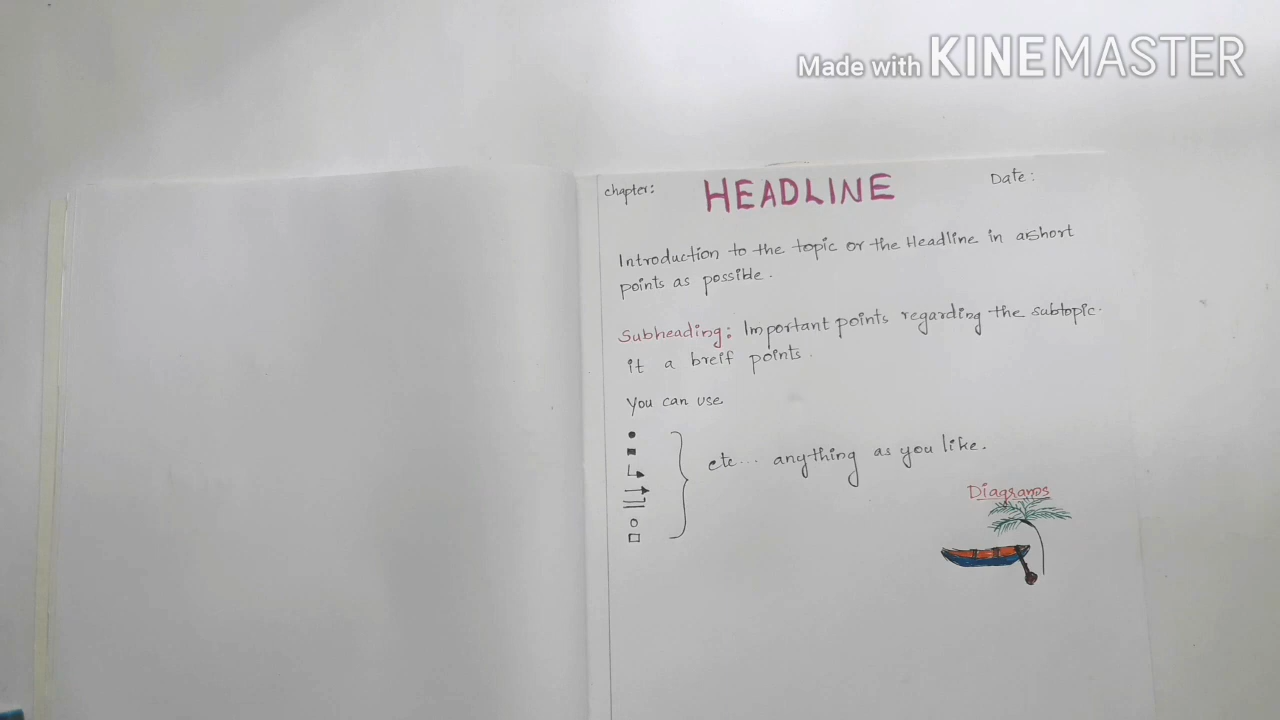 Made with KINEMASTER
chapter: HEADLINE Date:
Introduction to the topic or the Headline in a short
points as possible.
Subheading: Important points regarding the subtopic.
it a breif points.
You can use
etc... anything as you like.
Diagrams